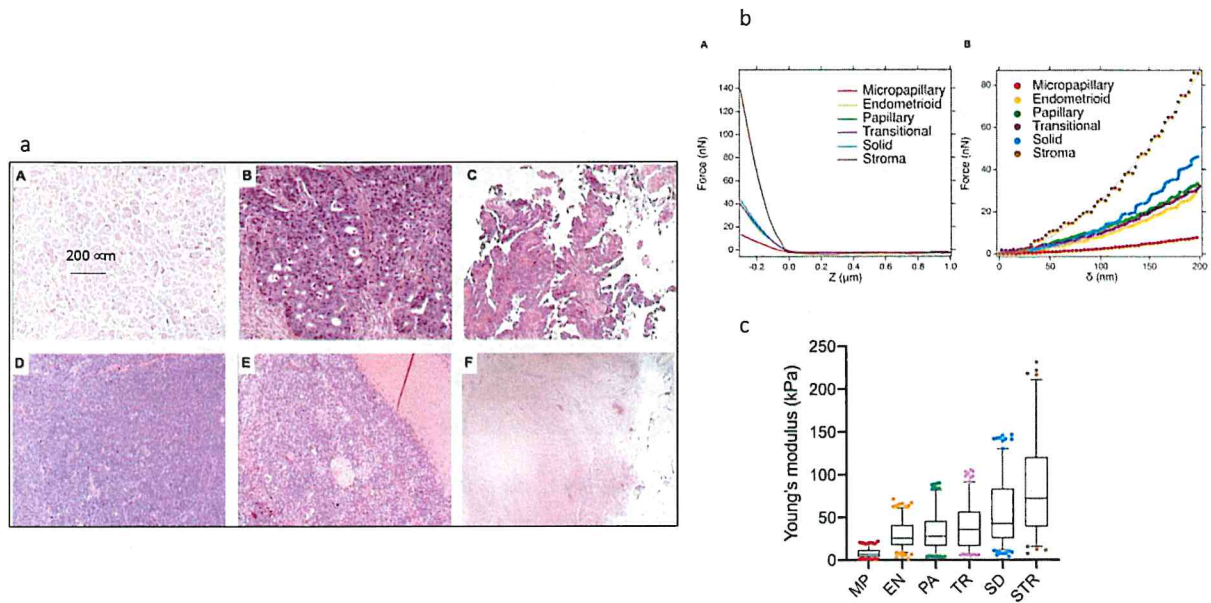 b
A
B
140
120
100
80
60
40
20
0
Force (nN)
Micropapillary
Endometrioid
Papillary
Transitional
Solid
Stroma
-0.2
0.0
0.2
0.4
0.6
0.8
1.0
Z (μm)
80
60
40
20
0
Force (nN)
Micropapillary
Endometrioid
Papillary
Transitional
Solid
Stroma
0
50
100
150
200
δ (nm)
a
A
B
C
200 ∝m
D
E
F
c
250
200
150
100
50
0
Young's modulus (kPa)
MP
EN
PA
TR
SD
STR